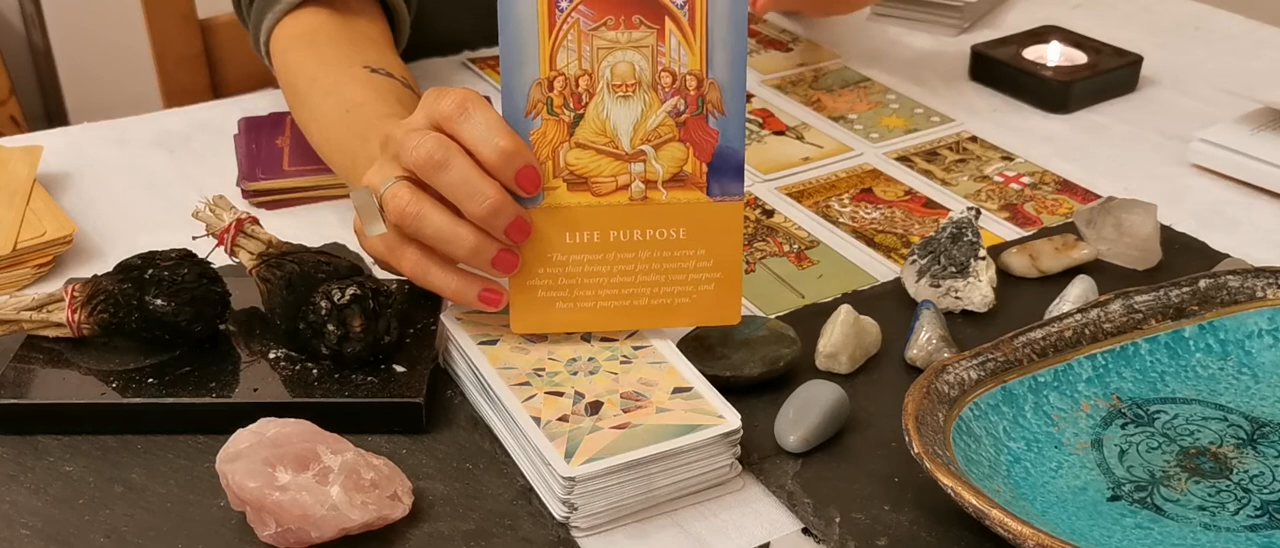 LIFE PURPOSE
"The purpose of your life is to serve in
a way that brings great joy to yourself and
others. Don't worry about finding your purpose.
Instead, focus upon serving a purpose, and
then your purpose will serve you."